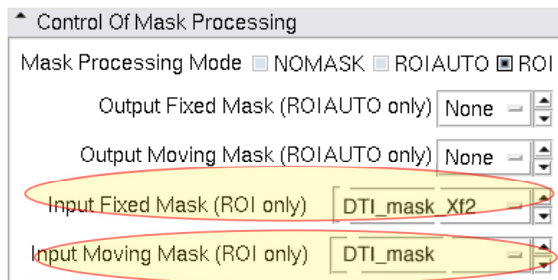 Control Of Mask Processing
Mask Processing Mode NOMASK ROIAUTO ROI
Output Fixed Mask (ROIAUTO only) None
Output Moving Mask (ROIAUTO only) None
Input Fixed Mask (ROI only) DTI_mask_Xf2
Input Moving Mask (ROI only) DTI_mask